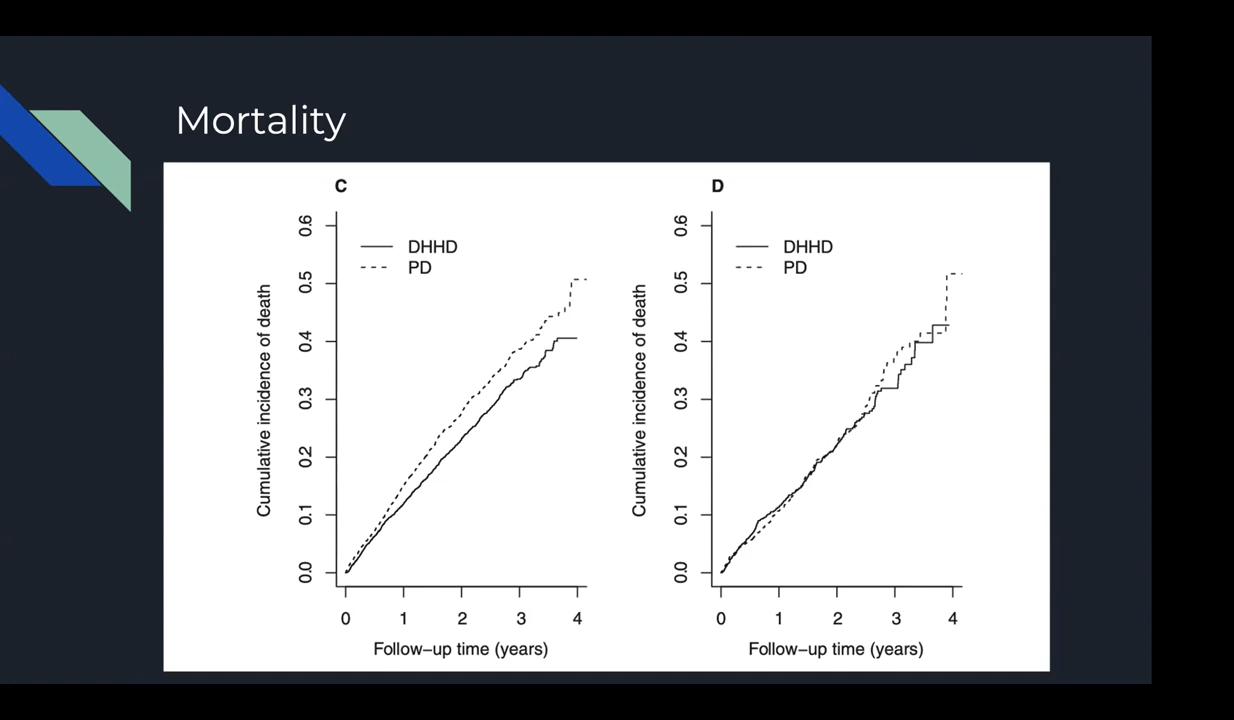 Mortality
C
0.6
0.5
0.4
0.3
0.2
0.1
0.0
Cumulative incidence of death
DHHD
PD
0 1 2 3 4
Follow–up time (years)
D
0.6
0.5
0.4
0.3
0.2
0.1
0.0
Cumulative incidence of death
DHHD
PD
0 1 2 3 4
Follow–up time (years)